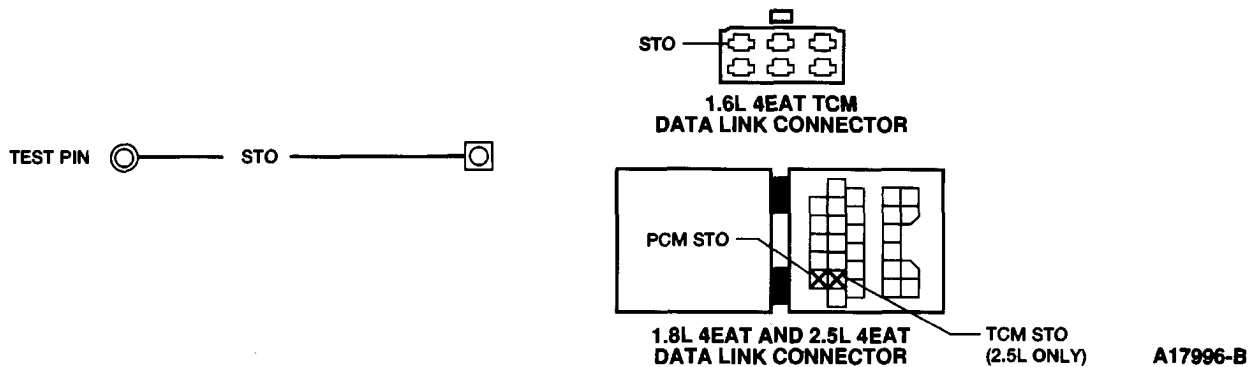 STO
1.6L 4EAT TCM
DATA LINK CONNECTOR
TEST PIN
STO
PCM STO
1.8L 4EAT AND 2.5L 4EAT
DATA LINK CONNECTOR
TCM STO
(2.5L ONLY)
A17996-B